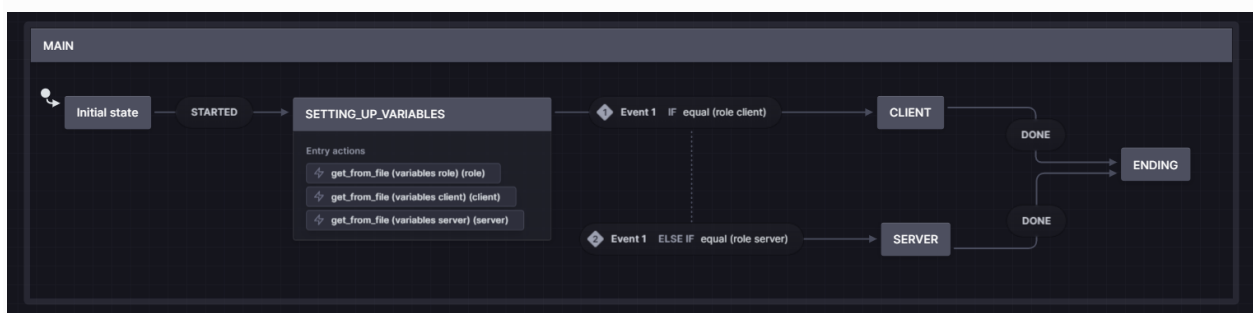 MAIN
Initial state
STARTED
SETTING_UP_VARIABLES
Entry actions
get_from_file (variables role) (role)
get_from_file (variables client) (client)
get_from_file (variables server) (server)
1 Event 1 IF equal (role client)
CLIENT
DONE
ENDING
2 Event 1 ELSE IF equal (role server)
SERVER
DONE